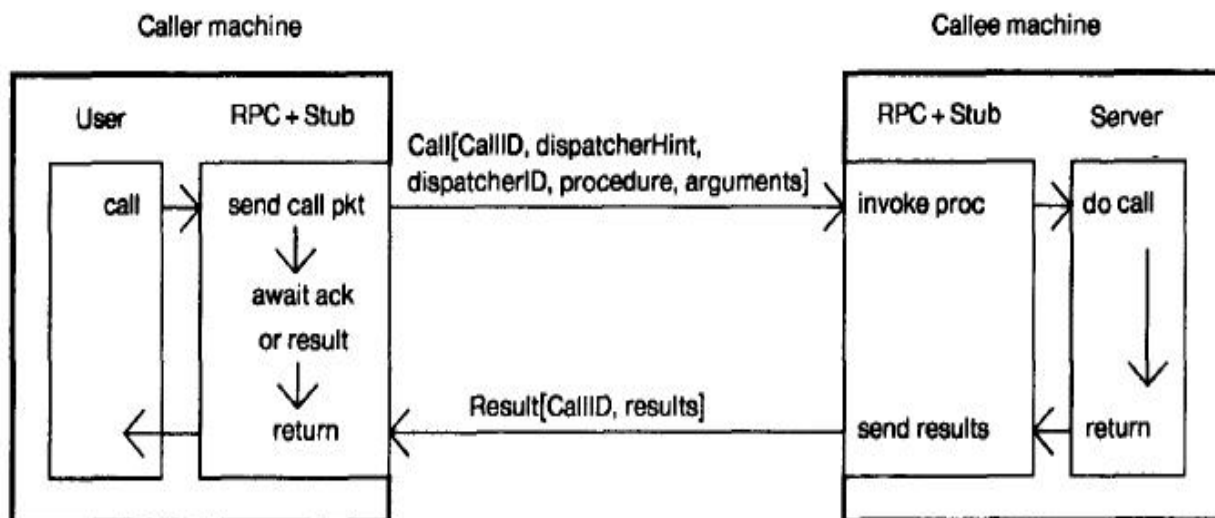 Caller machine
Callee machine
User
RPC + Stub
RPC + Stub
Server
Call[CallID, dispatcherHint,
dispatcherID, procedure, arguments]
call
send call pkt
invoke proc
do call
await ack
or result
Result[CallID, results]
return
send results
return